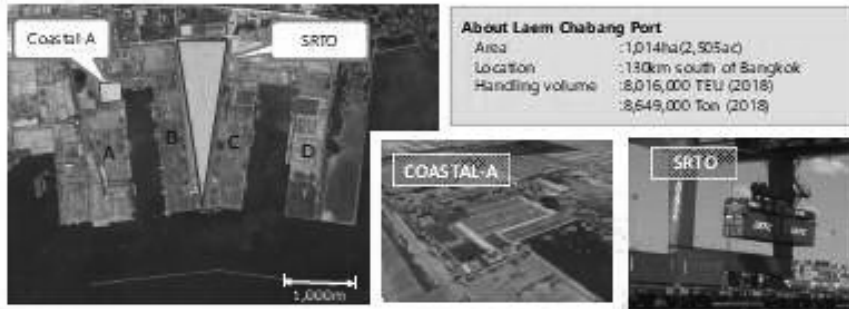 Coastal-A
SRTO
A
B
C
D
1,000m
About Laem Chabang Port
Area :1,014ha(2,505ac)
Location :130km south of Bangkok
Handling volume :8,016,000 TEU (2018)
:8,649,000 Ton (2018)
COASTAL-A
SRTO